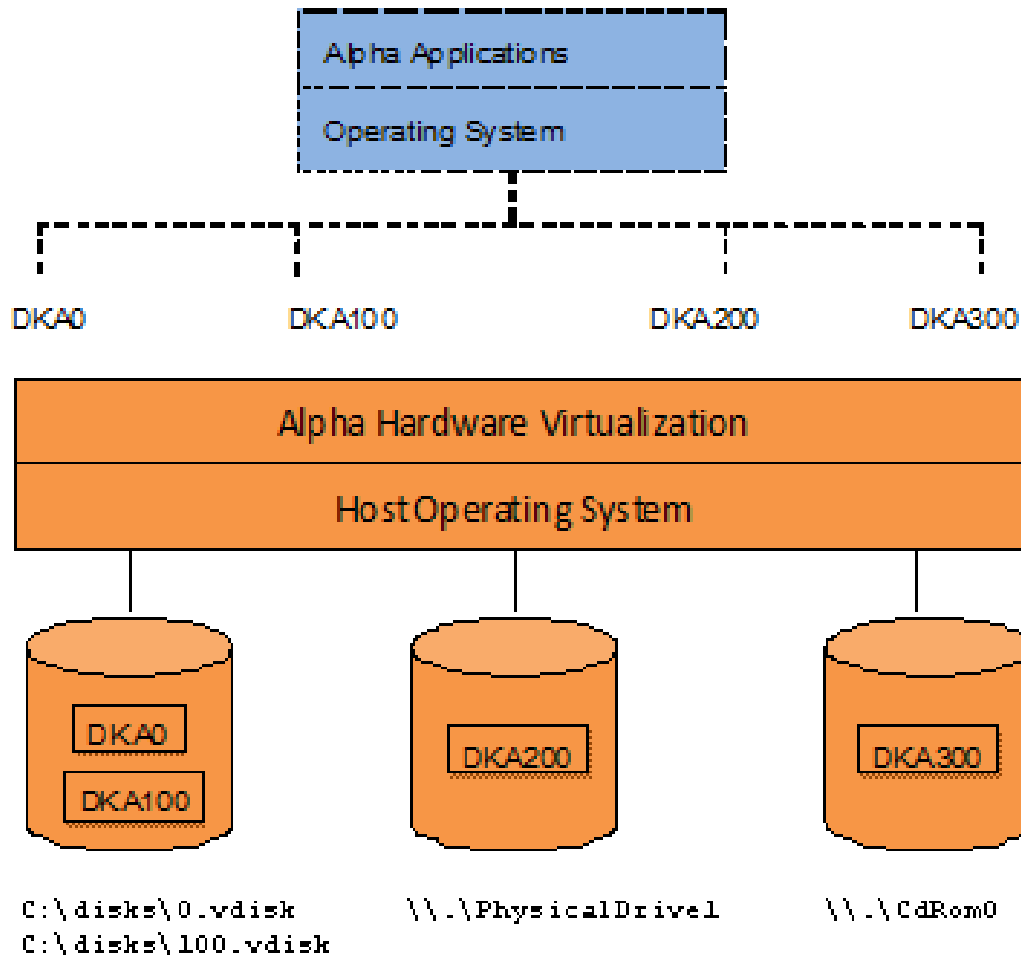 Alpha Applications
Operating System
DKA0 DKA100 DKA200 DKA300
Alpha Hardware Virtualization
Host Operating System
DKA0
DKA100
DKA200
DKA300
C:\disks\0.vdisk
C:\disks\100.vdisk
\\.\PhysicalDrive1
\\.\CdRom0